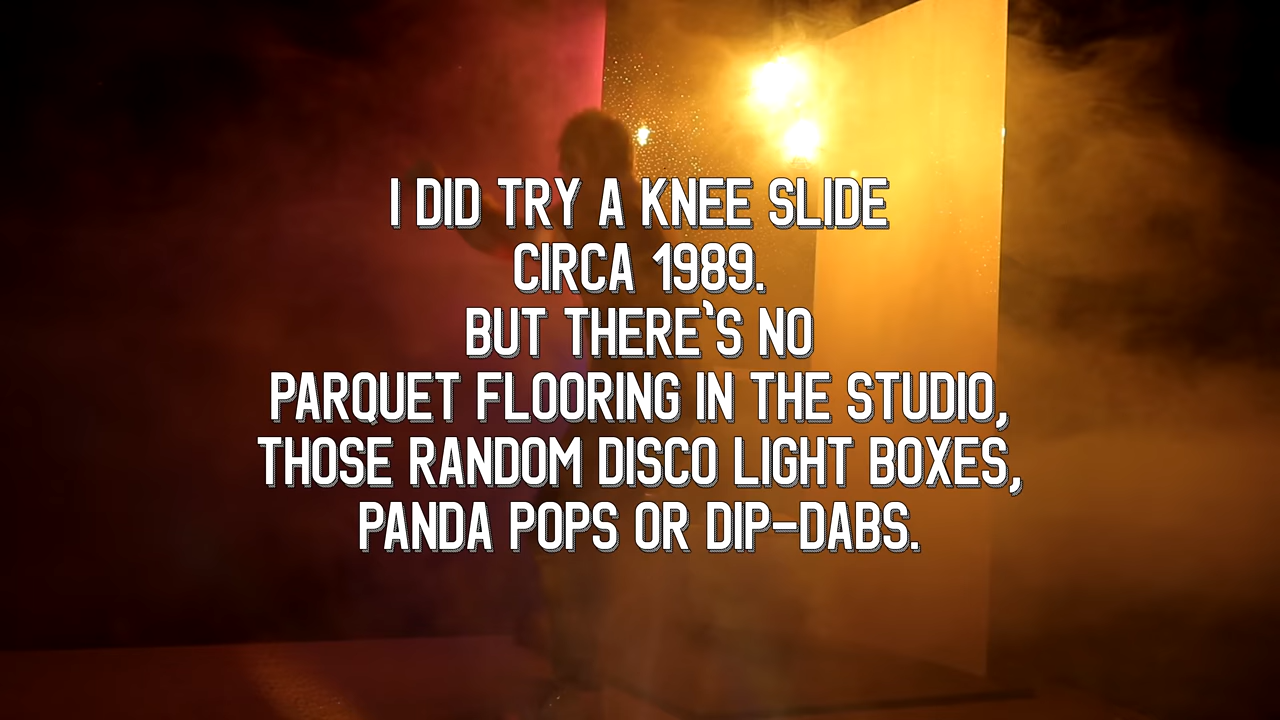 I DID TRY A KNEE SLIDE
CIRCA 1989.
BUT THERE'S NO
PARQUET FLOORING IN THE STUDIO,
THOSE RANDOM DISCO LIGHT BOXES,
PANDA POPS OR DIP-DABS.